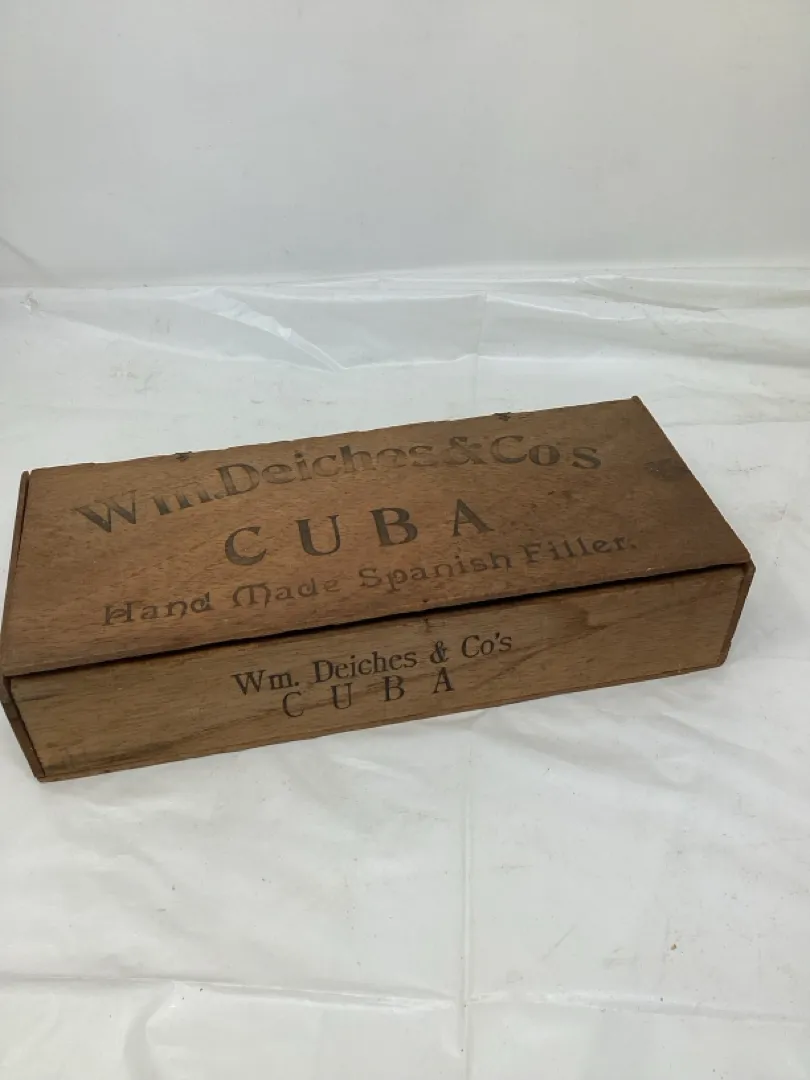 Wm. Deiches & Co's
CUBA
Hand Made Spanish Filler.
Wm. Deiches & Co's
CUBA